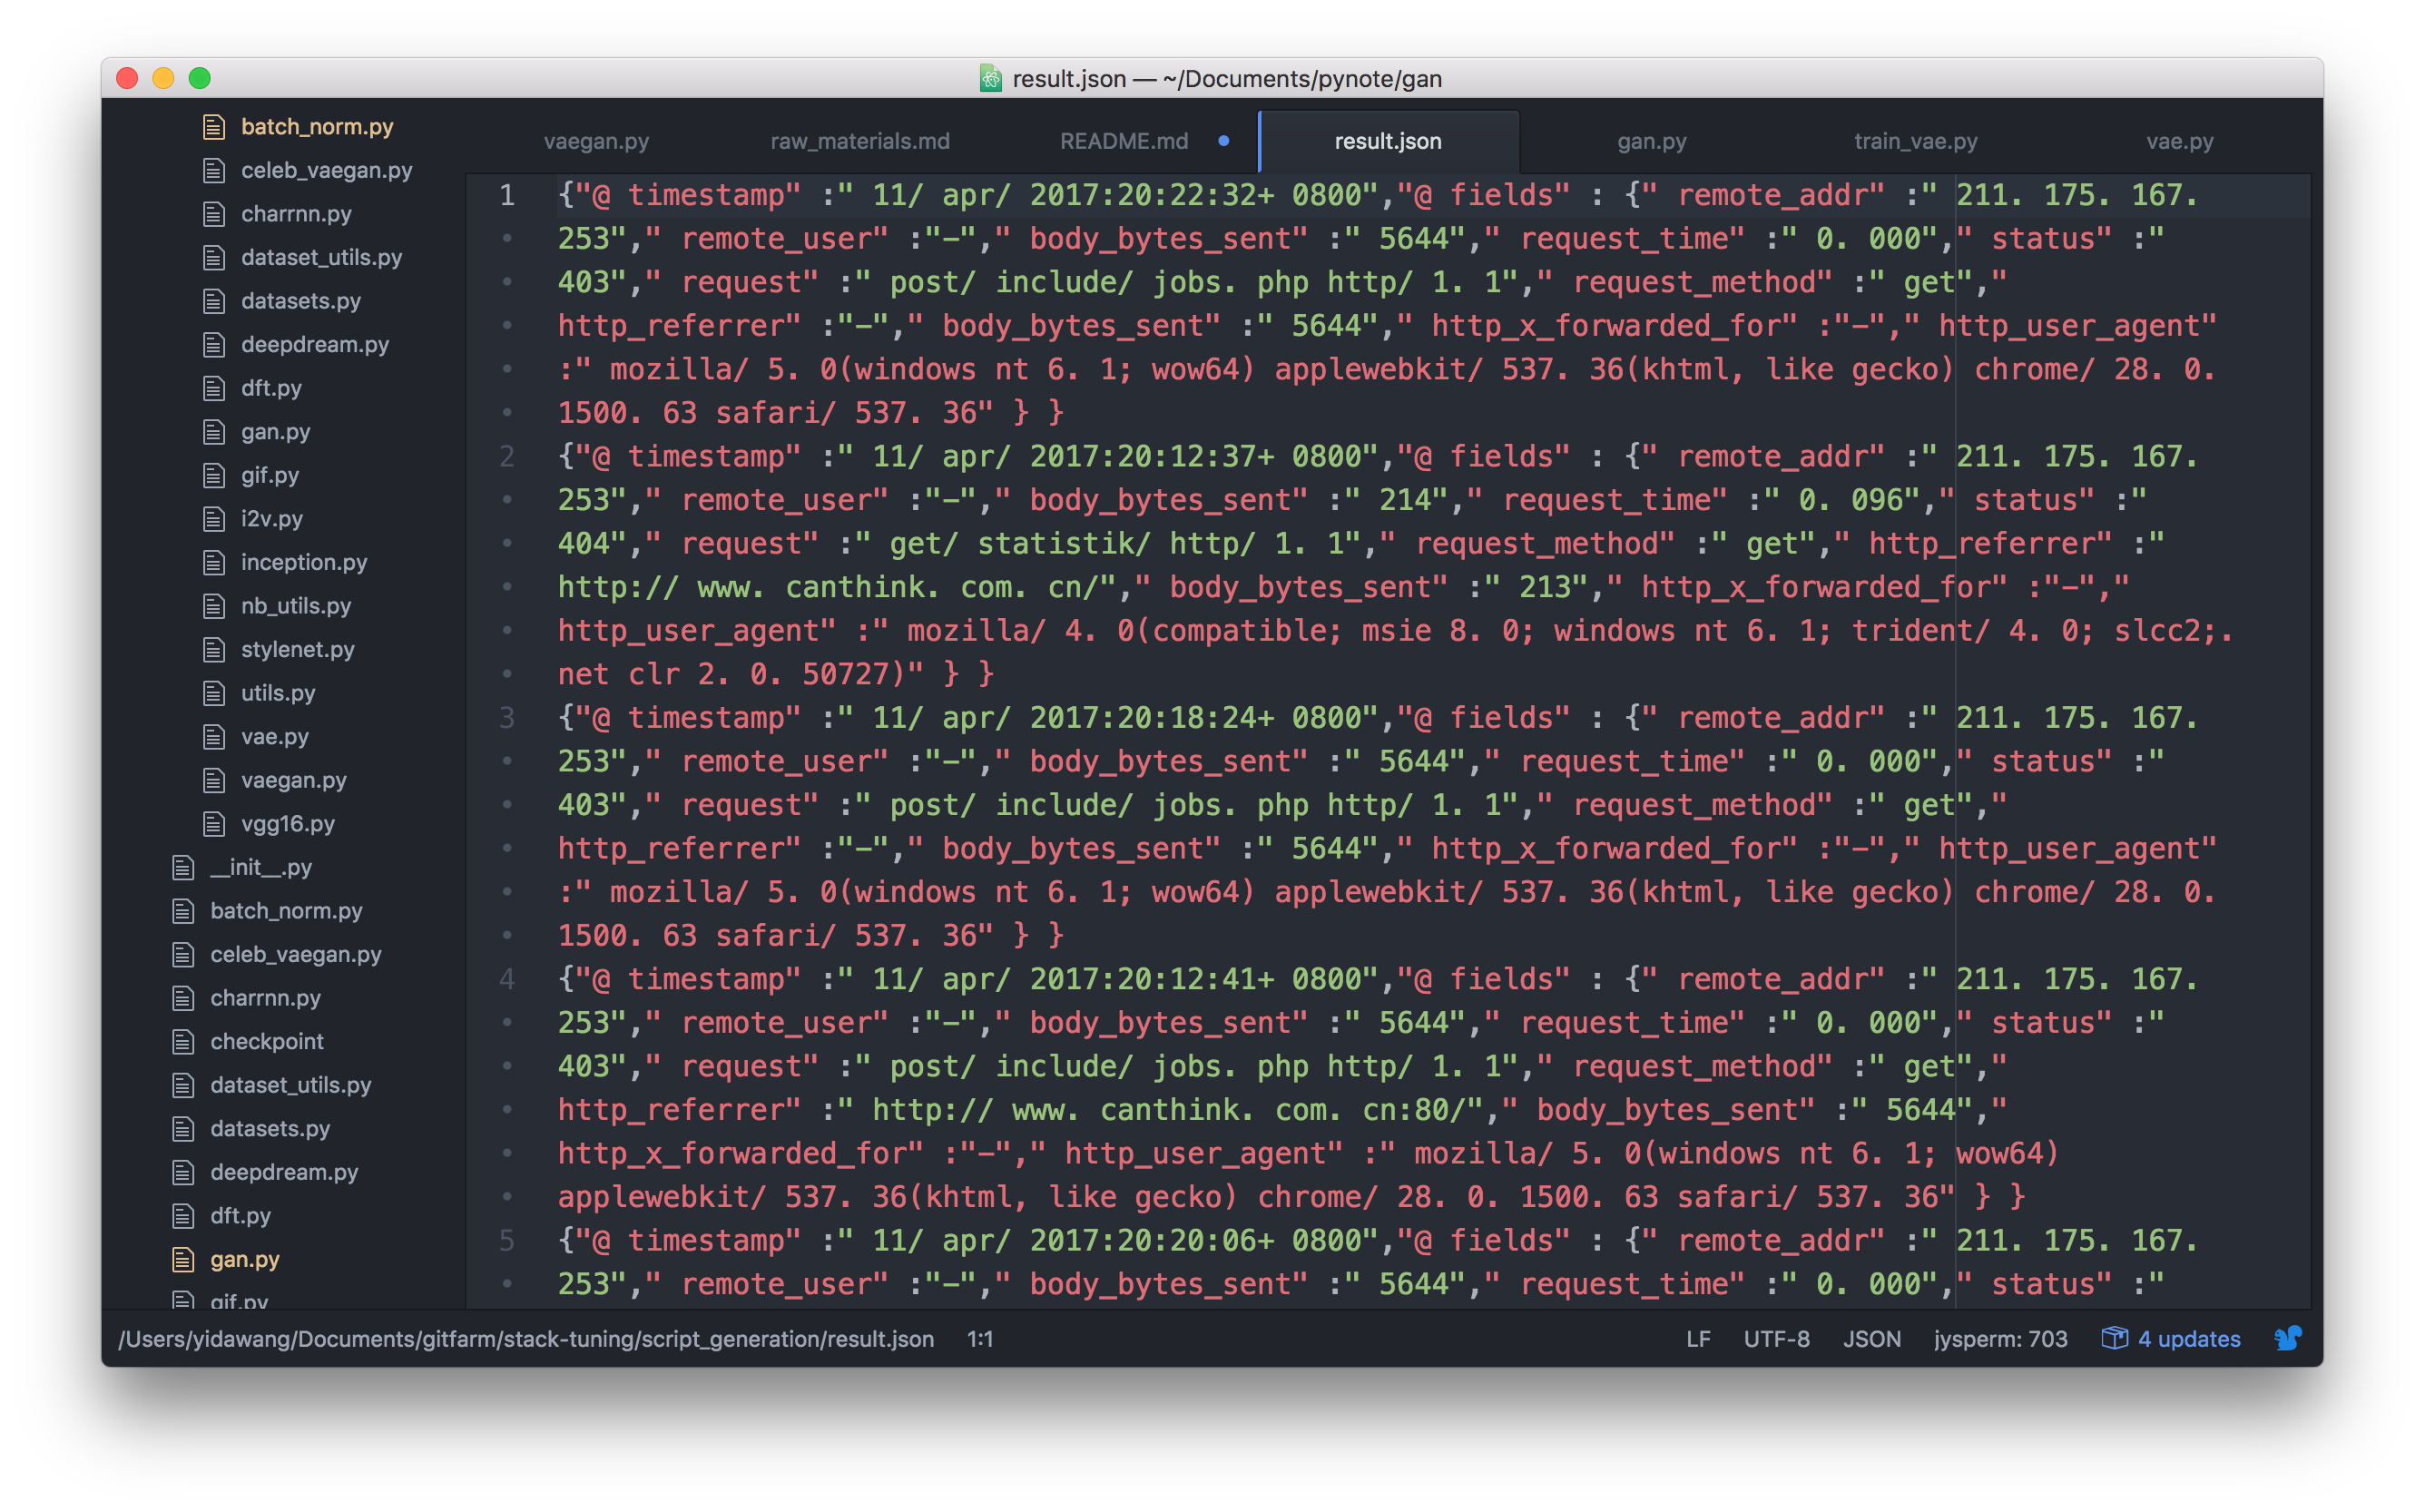 result.json — ~/Documents/pynote/gan
batch_norm.py
celeb_vaegan.py
charrnn.py
dataset_utils.py
datasets.py
deepdream.py
dft.py
gan.py
gif.py
i2v.py
inception.py
nb_utils.py
stylenet.py
utils.py
vae.py
vaegan.py
vgg16.py
__init__.py
batch_norm.py
celeb_vaegan.py
charrnn.py
checkpoint
dataset_utils.py
datasets.py
deepdream.py
dft.py
gan.py
gif.py
vaegan.py raw_materials.md README.md result.json gan.py train_vae.py vae.py
1 {"@ timestamp" :" 11/ apr/ 2017:20:22:32+ 0800","@ fields" : {" remote_addr" :" 211. 175. 167.
• 253"," remote_user" :"-"," body_bytes_sent" :" 5644"," request_time" :" 0. 000"," status" :"
• 403"," request" :" post/ include/ jobs. php http/ 1. 1"," request_method" :" get","
• http_referrer" :"-"," body_bytes_sent" :" 5644"," http_x_forwarded_for" :"-"," http_user_agent"
• :" mozilla/ 5. 0(windows nt 6. 1; wow64) applewebkit/ 537. 36(khtml, like gecko) chrome/ 28. 0.
• 1500. 63 safari/ 537. 36" } }
2 {"@ timestamp" :" 11/ apr/ 2017:20:12:37+ 0800","@ fields" : {" remote_addr" :" 211. 175. 167.
• 253"," remote_user" :"-"," body_bytes_sent" :" 214"," request_time" :" 0. 096"," status" :"
• 404"," request" :" get/ statistik/ http/ 1. 1"," request_method" :" get"," http_referrer" :"
• http:// www. canthink. com. cn/"," body_bytes_sent" :" 213"," http_x_forwarded_for" :"-","
• http_user_agent" :" mozilla/ 4. 0(compatible; msie 8. 0; windows nt 6. 1; trident/ 4. 0; slcc2;.
• net clr 2. 0. 50727)" } }
3 {"@ timestamp" :" 11/ apr/ 2017:20:18:24+ 0800","@ fields" : {" remote_addr" :" 211. 175. 167.
• 253"," remote_user" :"-"," body_bytes_sent" :" 5644"," request_time" :" 0. 000"," status" :"
• 403"," request" :" post/ include/ jobs. php http/ 1. 1"," request_method" :" get","
• http_referrer" :"-"," body_bytes_sent" :" 5644"," http_x_forwarded_for" :"-"," http_user_agent"
• :" mozilla/ 5. 0(windows nt 6. 1; wow64) applewebkit/ 537. 36(khtml, like gecko) chrome/ 28. 0.
• 1500. 63 safari/ 537. 36" } }
4 {"@ timestamp" :" 11/ apr/ 2017:20:12:41+ 0800","@ fields" : {" remote_addr" :" 211. 175. 167.
• 253"," remote_user" :"-"," body_bytes_sent" :" 5644"," request_time" :" 0. 000"," status" :"
• 403"," request" :" post/ include/ jobs. php http/ 1. 1"," request_method" :" get","
• http_referrer" :" http:// www. canthink. com. cn:80/"," body_bytes_sent" :" 5644","
• http_x_forwarded_for" :"-"," http_user_agent" :" mozilla/ 5. 0(windows nt 6. 1; wow64)
• applewebkit/ 537. 36(khtml, like gecko) chrome/ 28. 0. 1500. 63 safari/ 537. 36" } }
5 {"@ timestamp" :" 11/ apr/ 2017:20:20:06+ 0800","@ fields" : {" remote_addr" :" 211. 175. 167.
• 253"," remote_user" :"-"," body_bytes_sent" :" 5644"," request_time" :" 0. 000"," status" :"
/Users/yidawang/Documents/gitfarm/stack-tuning/script_generation/result.json 1:1 LF UTF-8 JSON jysperm: 703 4 updates